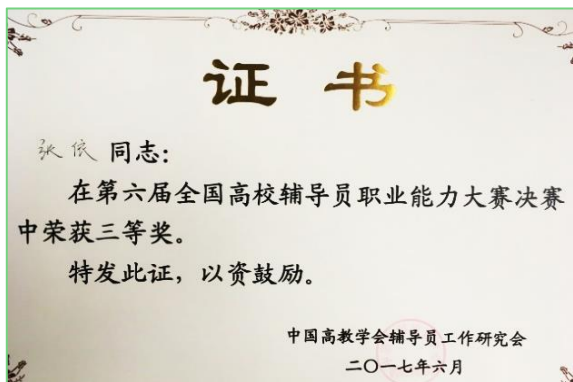 证 书
张依 同志：
在第六届全国高校辅导员职业能力大赛决赛
中荣获三等奖。
特发此证，以资鼓励。
中国高教学会辅导员工作研究会
二〇一七年六月